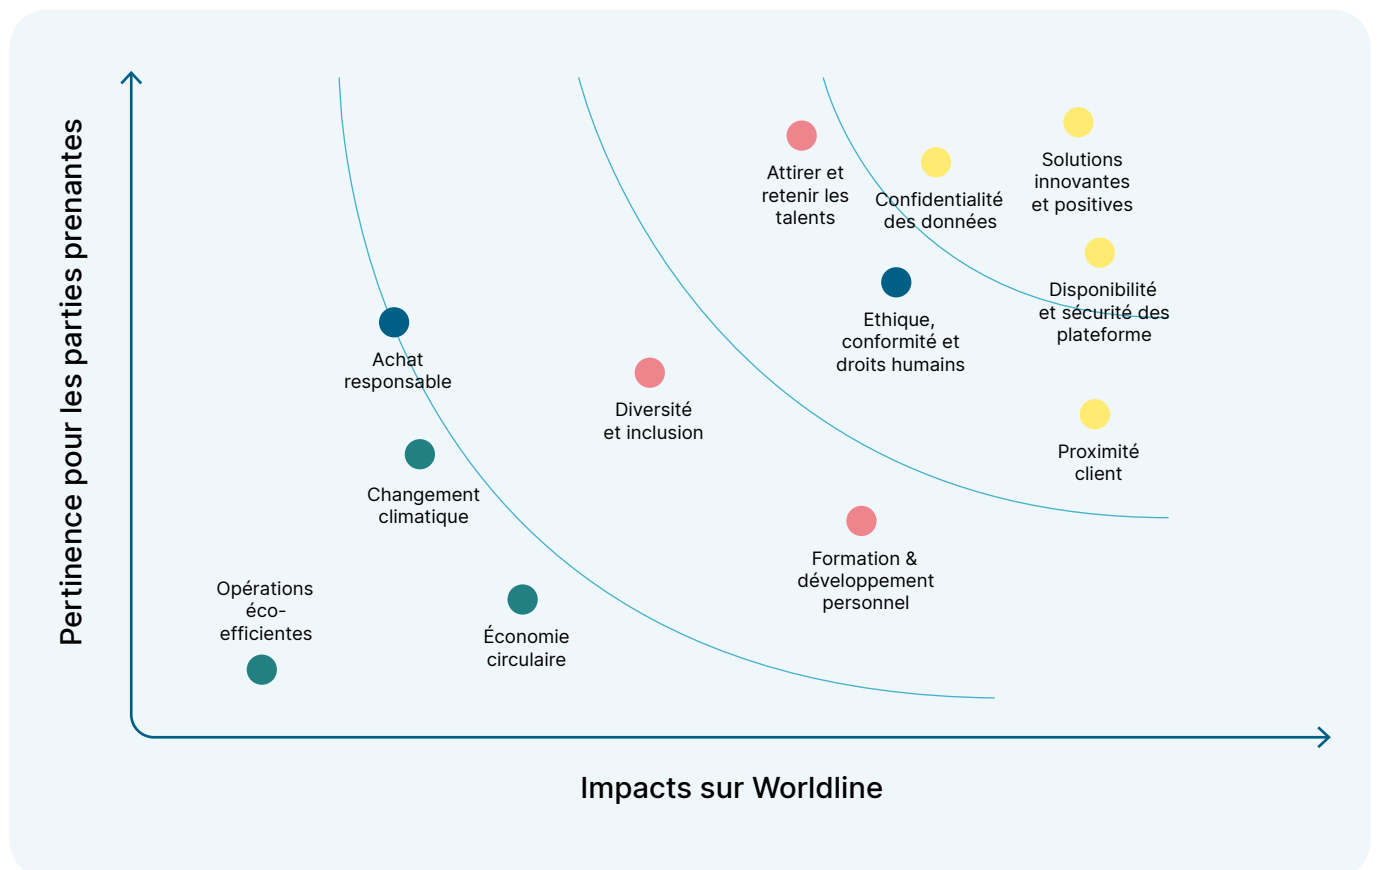 Pertinence pour les parties prenantes
Attirer et
retenir les
talents
Confidentialité
des données
Solutions
innovantes
et positives
Disponibilité
et sécurité des
plateforme
Ethique,
conformité et
droits humains
Achat
responsable
Diversité
et inclusion
Proximité
client
Changement
climatique
Formation &
développement
personnel
Opérations
éco-
efficientes
Économie
circulaire
Impacts sur Worldline